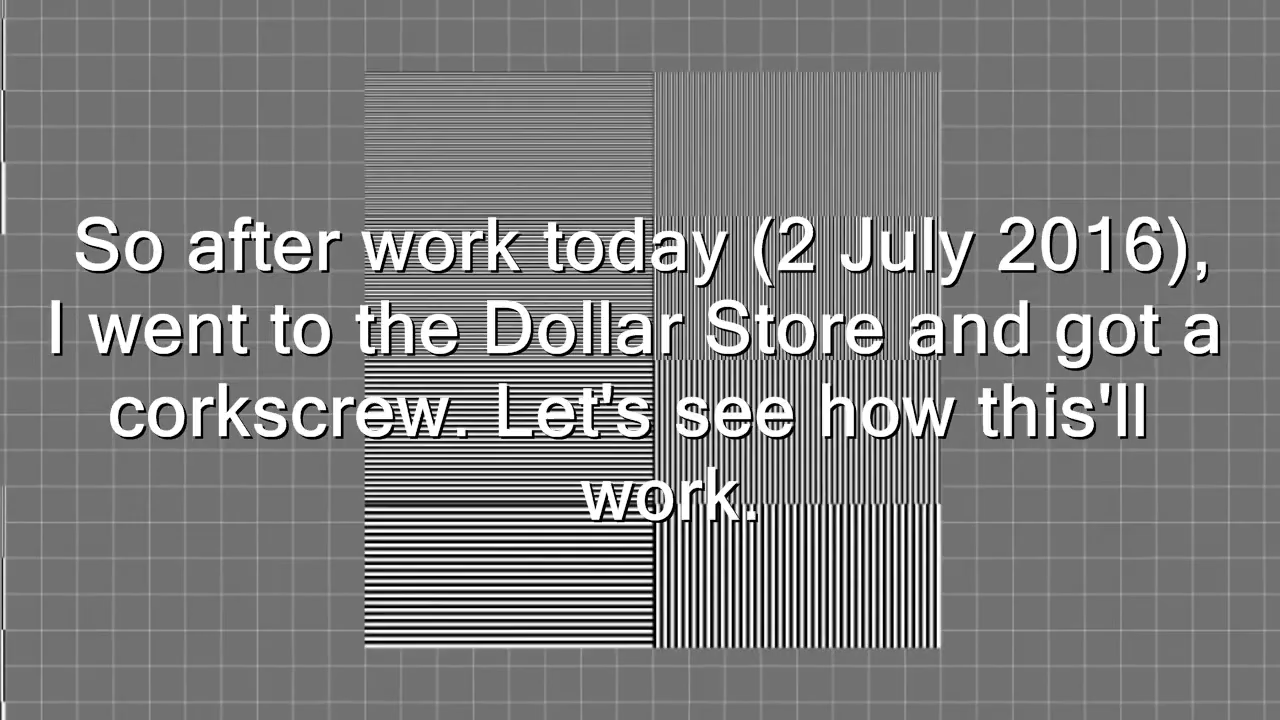 So after work today (2 July 2016),
I went to the Dollar Store and got a
corkscrew. Let's see how this'll
work.